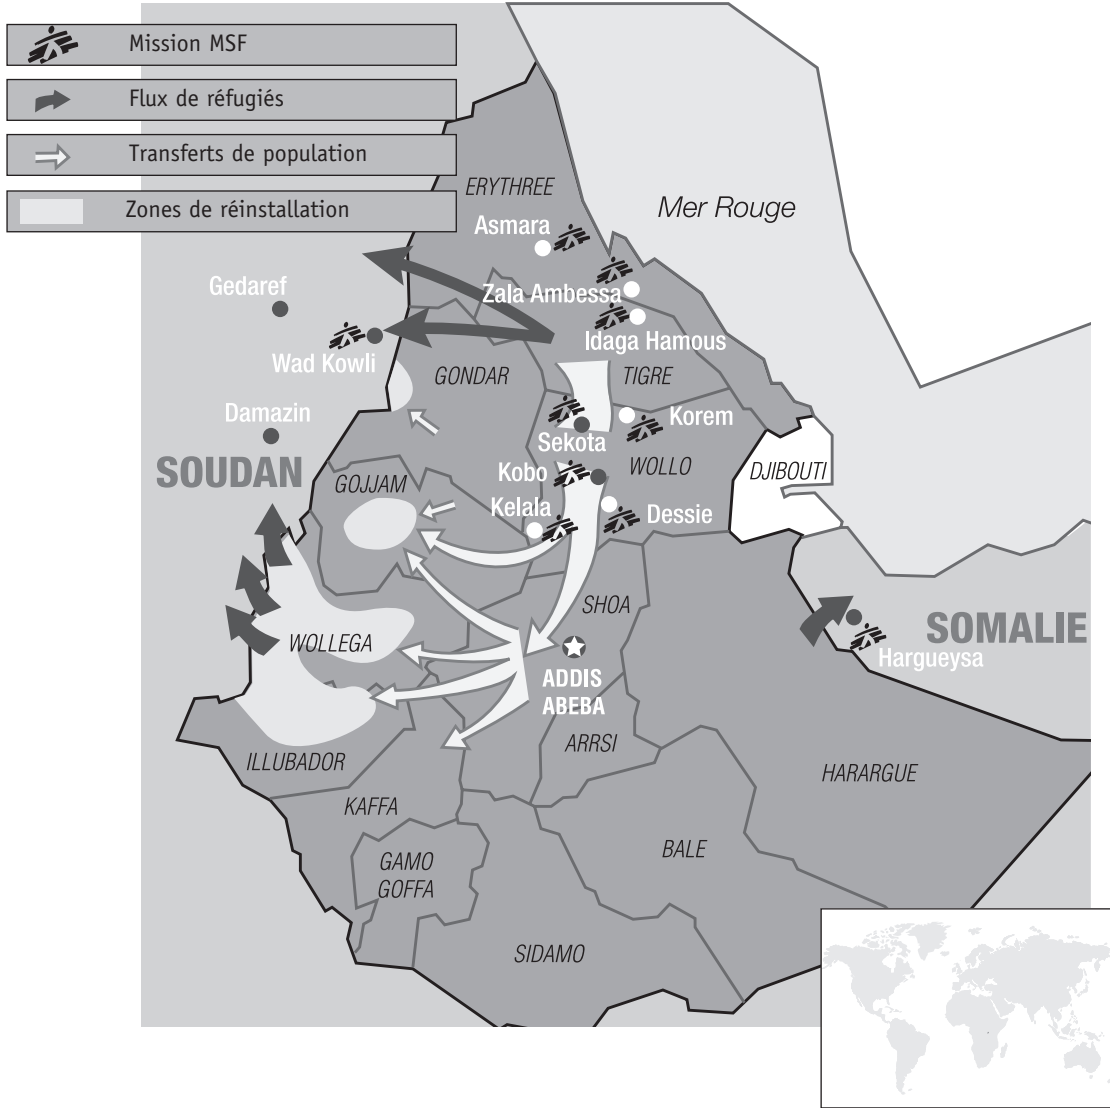 Mission MSF
Flux de réfugiés
Transferts de population
Zones de réinstallation
ERYTHREE
Mer Rouge
Asmara
Gedaref
Zala Ambessa
Idaga Hamous
Wad Kowli
GONDAR
TIGRE
Damazin
Korem
Sekota
SOUDAN
Kobo
WOLLO
DJIBOUTI
GOJJAM
Kelala
Dessie
SHOA
SOMALIE
WOLLEGA
Hargueysa
ADDIS
ABEBA
ARRSI
ILLUBADOR
HARARGUE
KAFFA
BALE
GAMO
GOFFA
SIDAMO